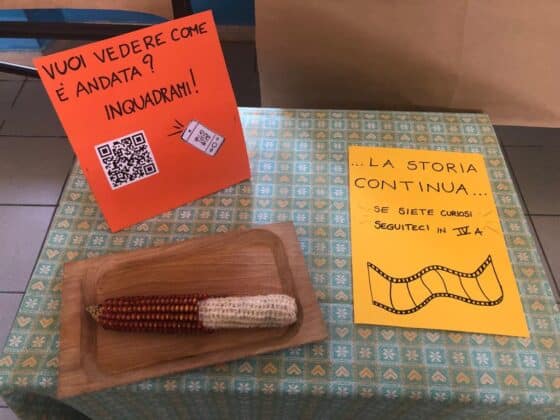 VUOI VEDERE COME
È ANDATA?
INQUADRAMI!
...LA STORIA
CONTINUA...
SE SIETE CURIOSI
SEGUITECI IN IV A